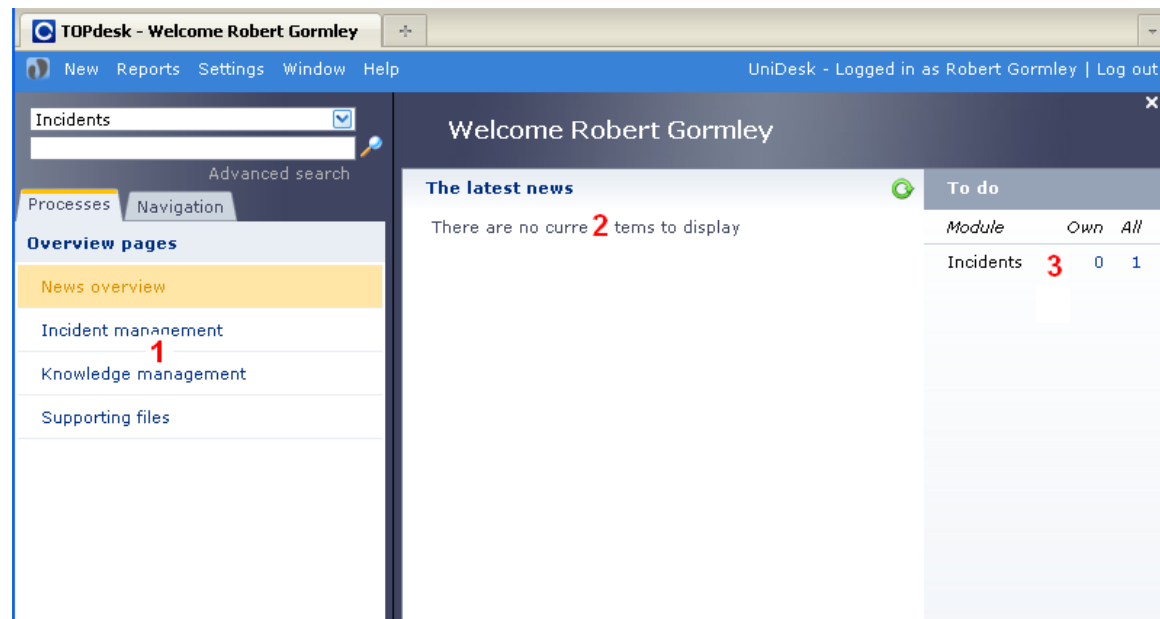 TOPdesk - Welcome Robert Gormley
New Reports Settings Window Help
UniDesk - Logged in as Robert Gormley | Log out
Incidents
Advanced search
Processes Navigation
Overview pages
News overview
Incident management
1
Knowledge management
Supporting files
Welcome Robert Gormley
The latest news
There are no curre 2 tems to display
To do
Module Own All
Incidents 3 0 1